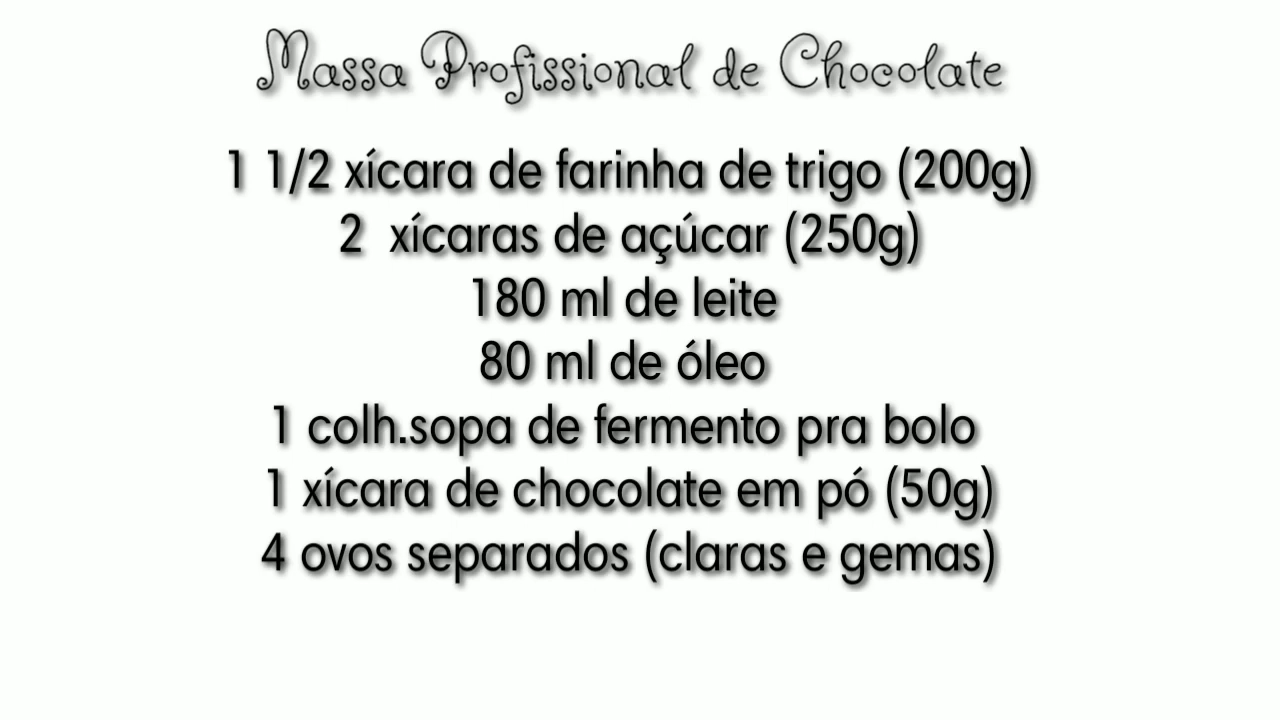 Massa Profissional de Chocolate
1 1/2 xícara de farinha de trigo (200g)
2 xícaras de açúcar (250g)
180 ml de leite
80 ml de óleo
1 colh.sopa de fermento pra bolo
1 xícara de chocolate em pó (50g)
4 ovos separados (claras e gemas)